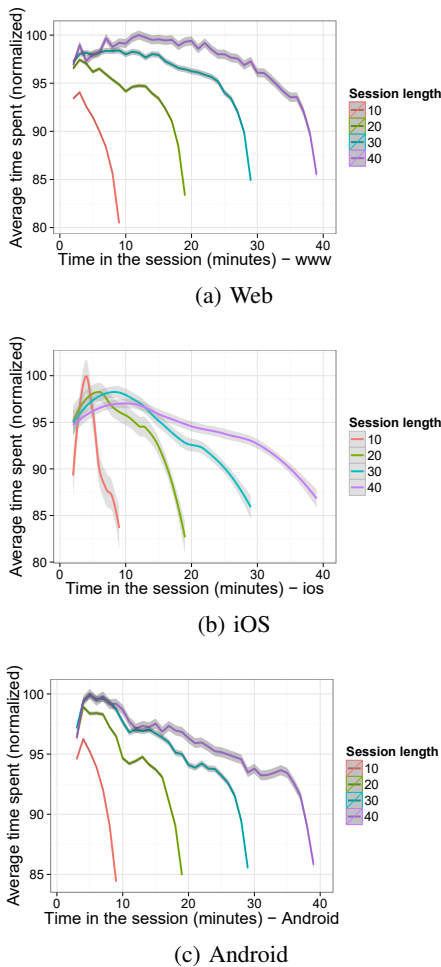 100
95
90
85
80
Average time spent (normalized)
0 10 20 30 40
Time in the session (minutes) − www
Session length
10
20
30
40
(a) Web
100
95
90
85
80
Average time spent (normalized)
0 10 20 30 40
Time in the session (minutes) − ios
Session length
10
20
30
40
(b) iOS
100
95
90
85
Average time spent (normalized)
0 10 20 30 40
Time in the session (minutes) − Android
Session length
10
20
30
40
(c) Android